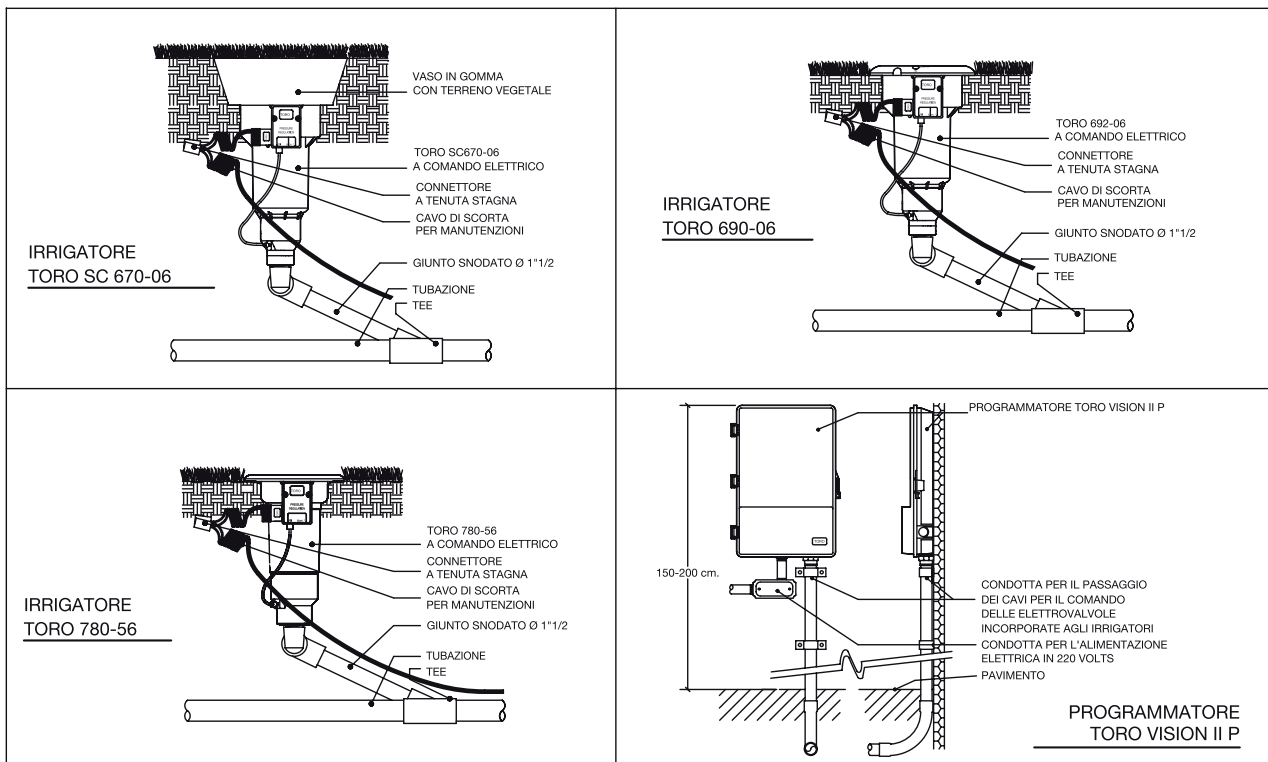 VASO IN GOMMA
CON TERRENO VEGETALE
TORO
PRESSURE
TORO SC670-06
A COMANDO ELETTRICO
CONNETTORE
A TENUTA STAGNA
CAVO DI SCORTA
PER MANUTENZIONI
IRRIGATORE
TORO SC 670-06
GIUNTO SNODATO Ø 1"1/2
TUBAZIONE
TEE
TORO
TORO 692-06
A COMANDO ELETTRICO
CONNETTORE
A TENUTA STAGNA
CAVO DI SCORTA
PER MANUTENZIONI
IRRIGATORE
TORO 690-06
GIUNTO SNODATO Ø 1"1/2
TUBAZIONE
TEE
TORO
PRESSURE
TORO 780-56
A COMANDO ELETTRICO
CONNETTORE
A TENUTA STAGNA
CAVO DI SCORTA
PER MANUTENZIONI
IRRIGATORE
TORO 780-56
GIUNTO SNODATO Ø 1"1/2
TUBAZIONE
TEE
PROGRAMMATORE TORO VISION II P
TORO
150-200 cm.
CONDOTTA PER IL PASSAGGIO
DEI CAVI PER IL COMANDO
DELLE ELETTROVALVOLE
INCORPORATE AGLI IRRIGATORI
CONDOTTA PER L'ALIMENTAZIONE
ELETTRICA IN 220 VOLTS
PAVIMENTO
PROGRAMMATORE
TORO VISION II P